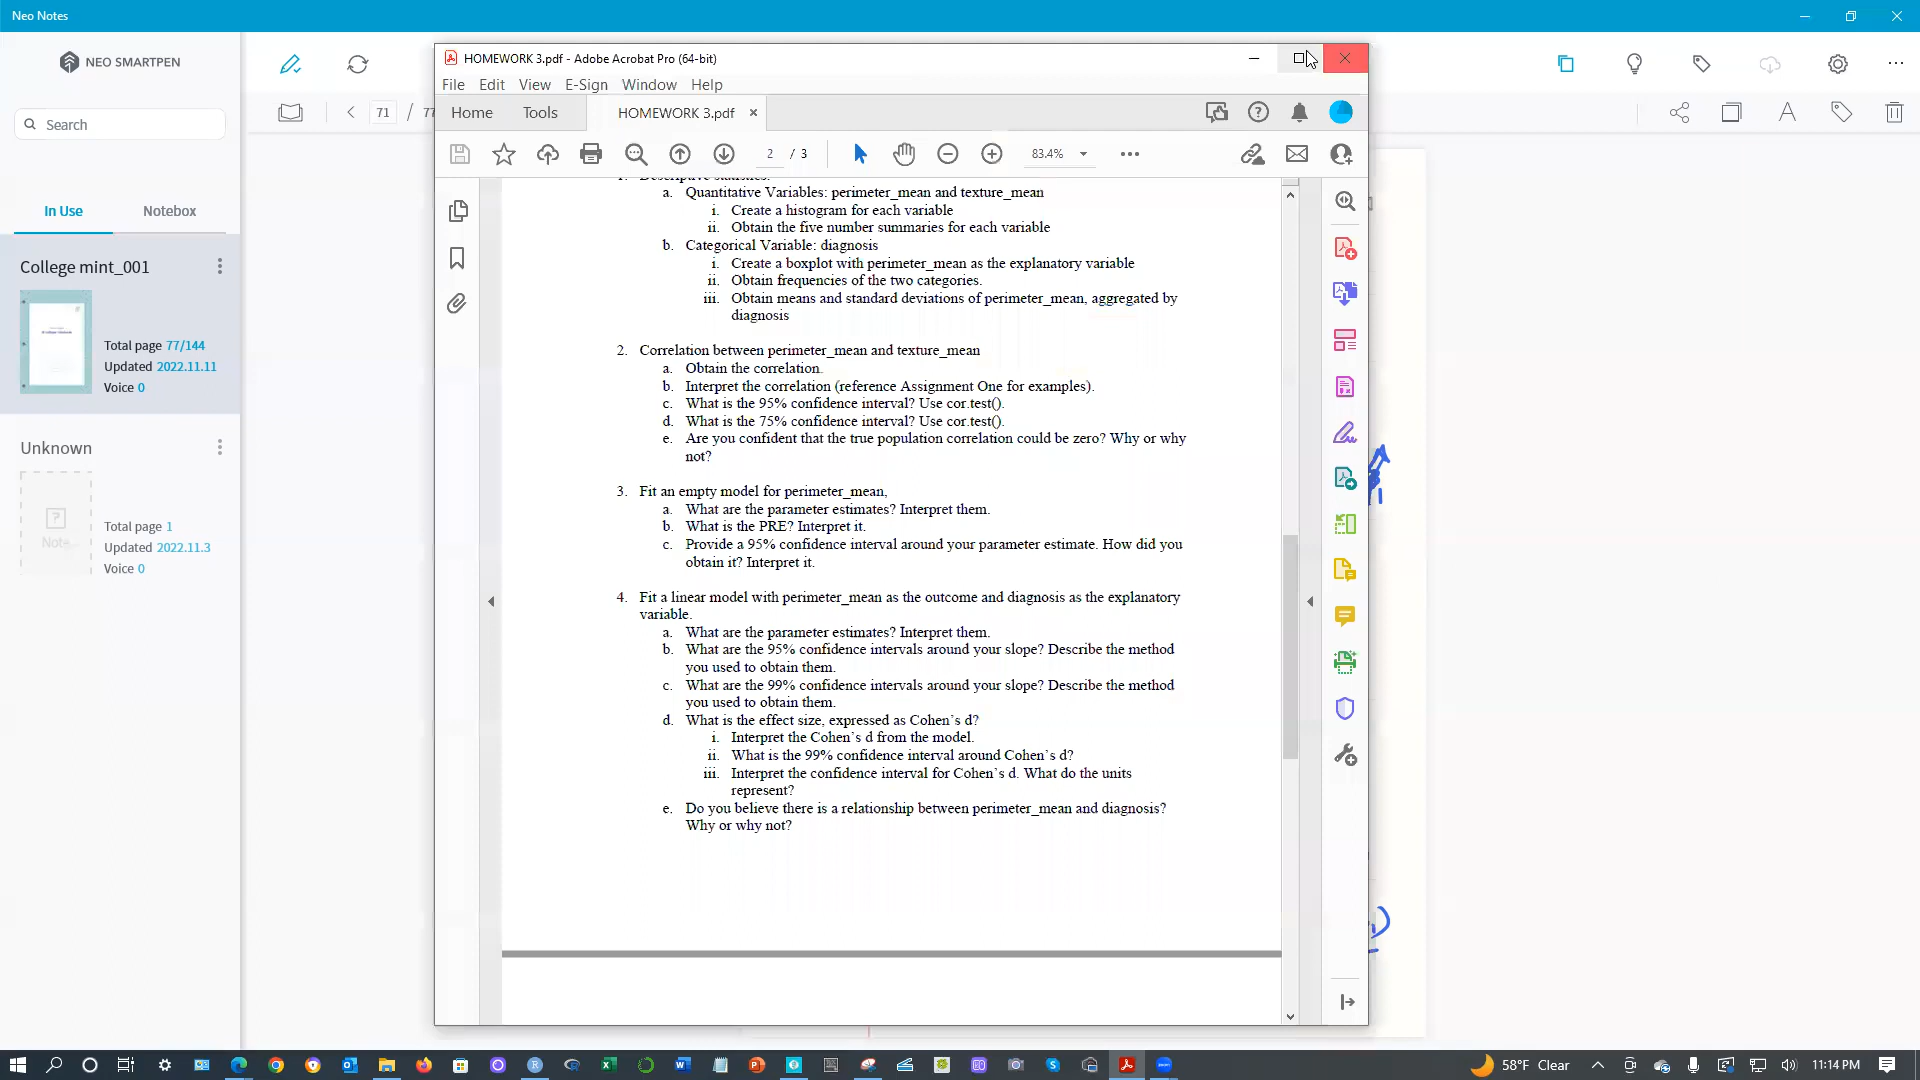 Neo Notes
NEO SMARTPEN
Search
In Use
Notebox
College mint_001
Total page 77/144
Updated 2022.11.11
Voice 0
Unknown
Note..
Total page 1
Updated 2022.11.3
Voice 0
71 / 77
HOMEWORK 3.pdf - Adobe Acrobat Pro (64-bit)
File Edit View E-Sign Window Help
Home Tools HOMEWORK 3.pdf ×
2 / 3 83.4%
1. Descriptive statistics:
a. Quantitative Variables: perimeter_mean and texture_mean
i. Create a histogram for each variable
ii. Obtain the five number summaries for each variable
b. Categorical Variable: diagnosis
i. Create a boxplot with perimeter_mean as the explanatory variable
ii. Obtain frequencies of the two categories.
iii. Obtain means and standard deviations of perimeter_mean, aggregated by
diagnosis
2. Correlation between perimeter_mean and texture_mean
a. Obtain the correlation.
b. Interpret the correlation (reference Assignment One for examples).
c. What is the 95% confidence interval? Use cor.test().
d. What is the 75% confidence interval? Use cor.test().
e. Are you confident that the true population correlation could be zero? Why or why
not?
3. Fit an empty model for perimeter_mean,
a. What are the parameter estimates? Interpret them.
b. What is the PRE? Interpret it.
c. Provide a 95% confidence interval around your parameter estimate. How did you
obtain it? Interpret it.
4. Fit a linear model with perimeter_mean as the outcome and diagnosis as the explanatory
variable.
a. What are the parameter estimates? Interpret them.
b. What are the 95% confidence intervals around your slope? Describe the method
you used to obtain them.
c. What are the 99% confidence intervals around your slope? Describe the method
you used to obtain them.
d. What is the effect size, expressed as Cohen's d?
i. Interpret the Cohen's d from the model.
ii. What is the 99% confidence interval around Cohen's d?
iii. Interpret the confidence interval for Cohen's d. What do the units
represent?
e. Do you believe there is a relationship between perimeter_mean and diagnosis?
Why or why not?
58°F Clear
11:14 PM